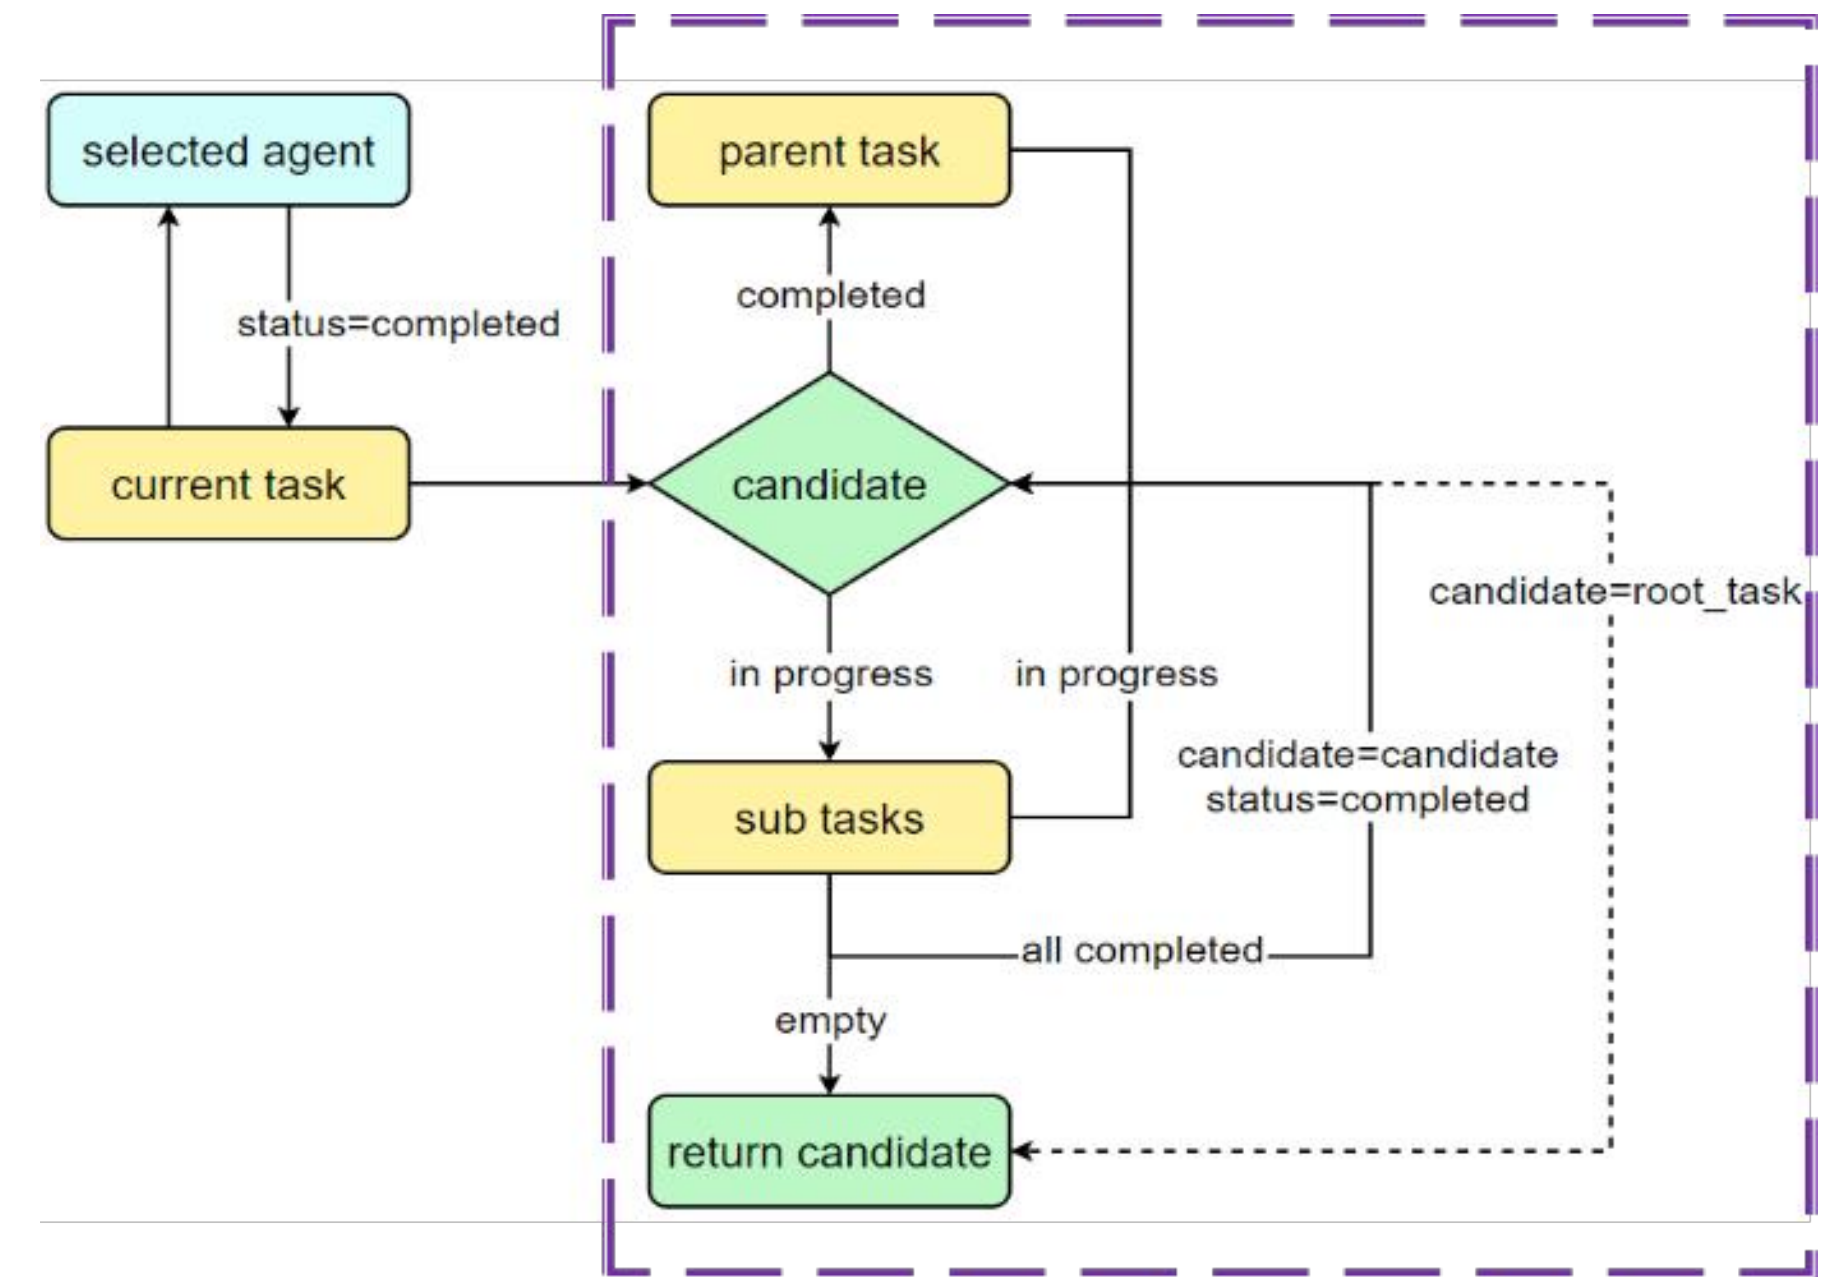 selected agent
parent task
completed
status=completed
current task
candidate
candidate=root_task
in progress
in progress
candidate=candidate
status=completed
sub tasks
all completed
empty
return candidate